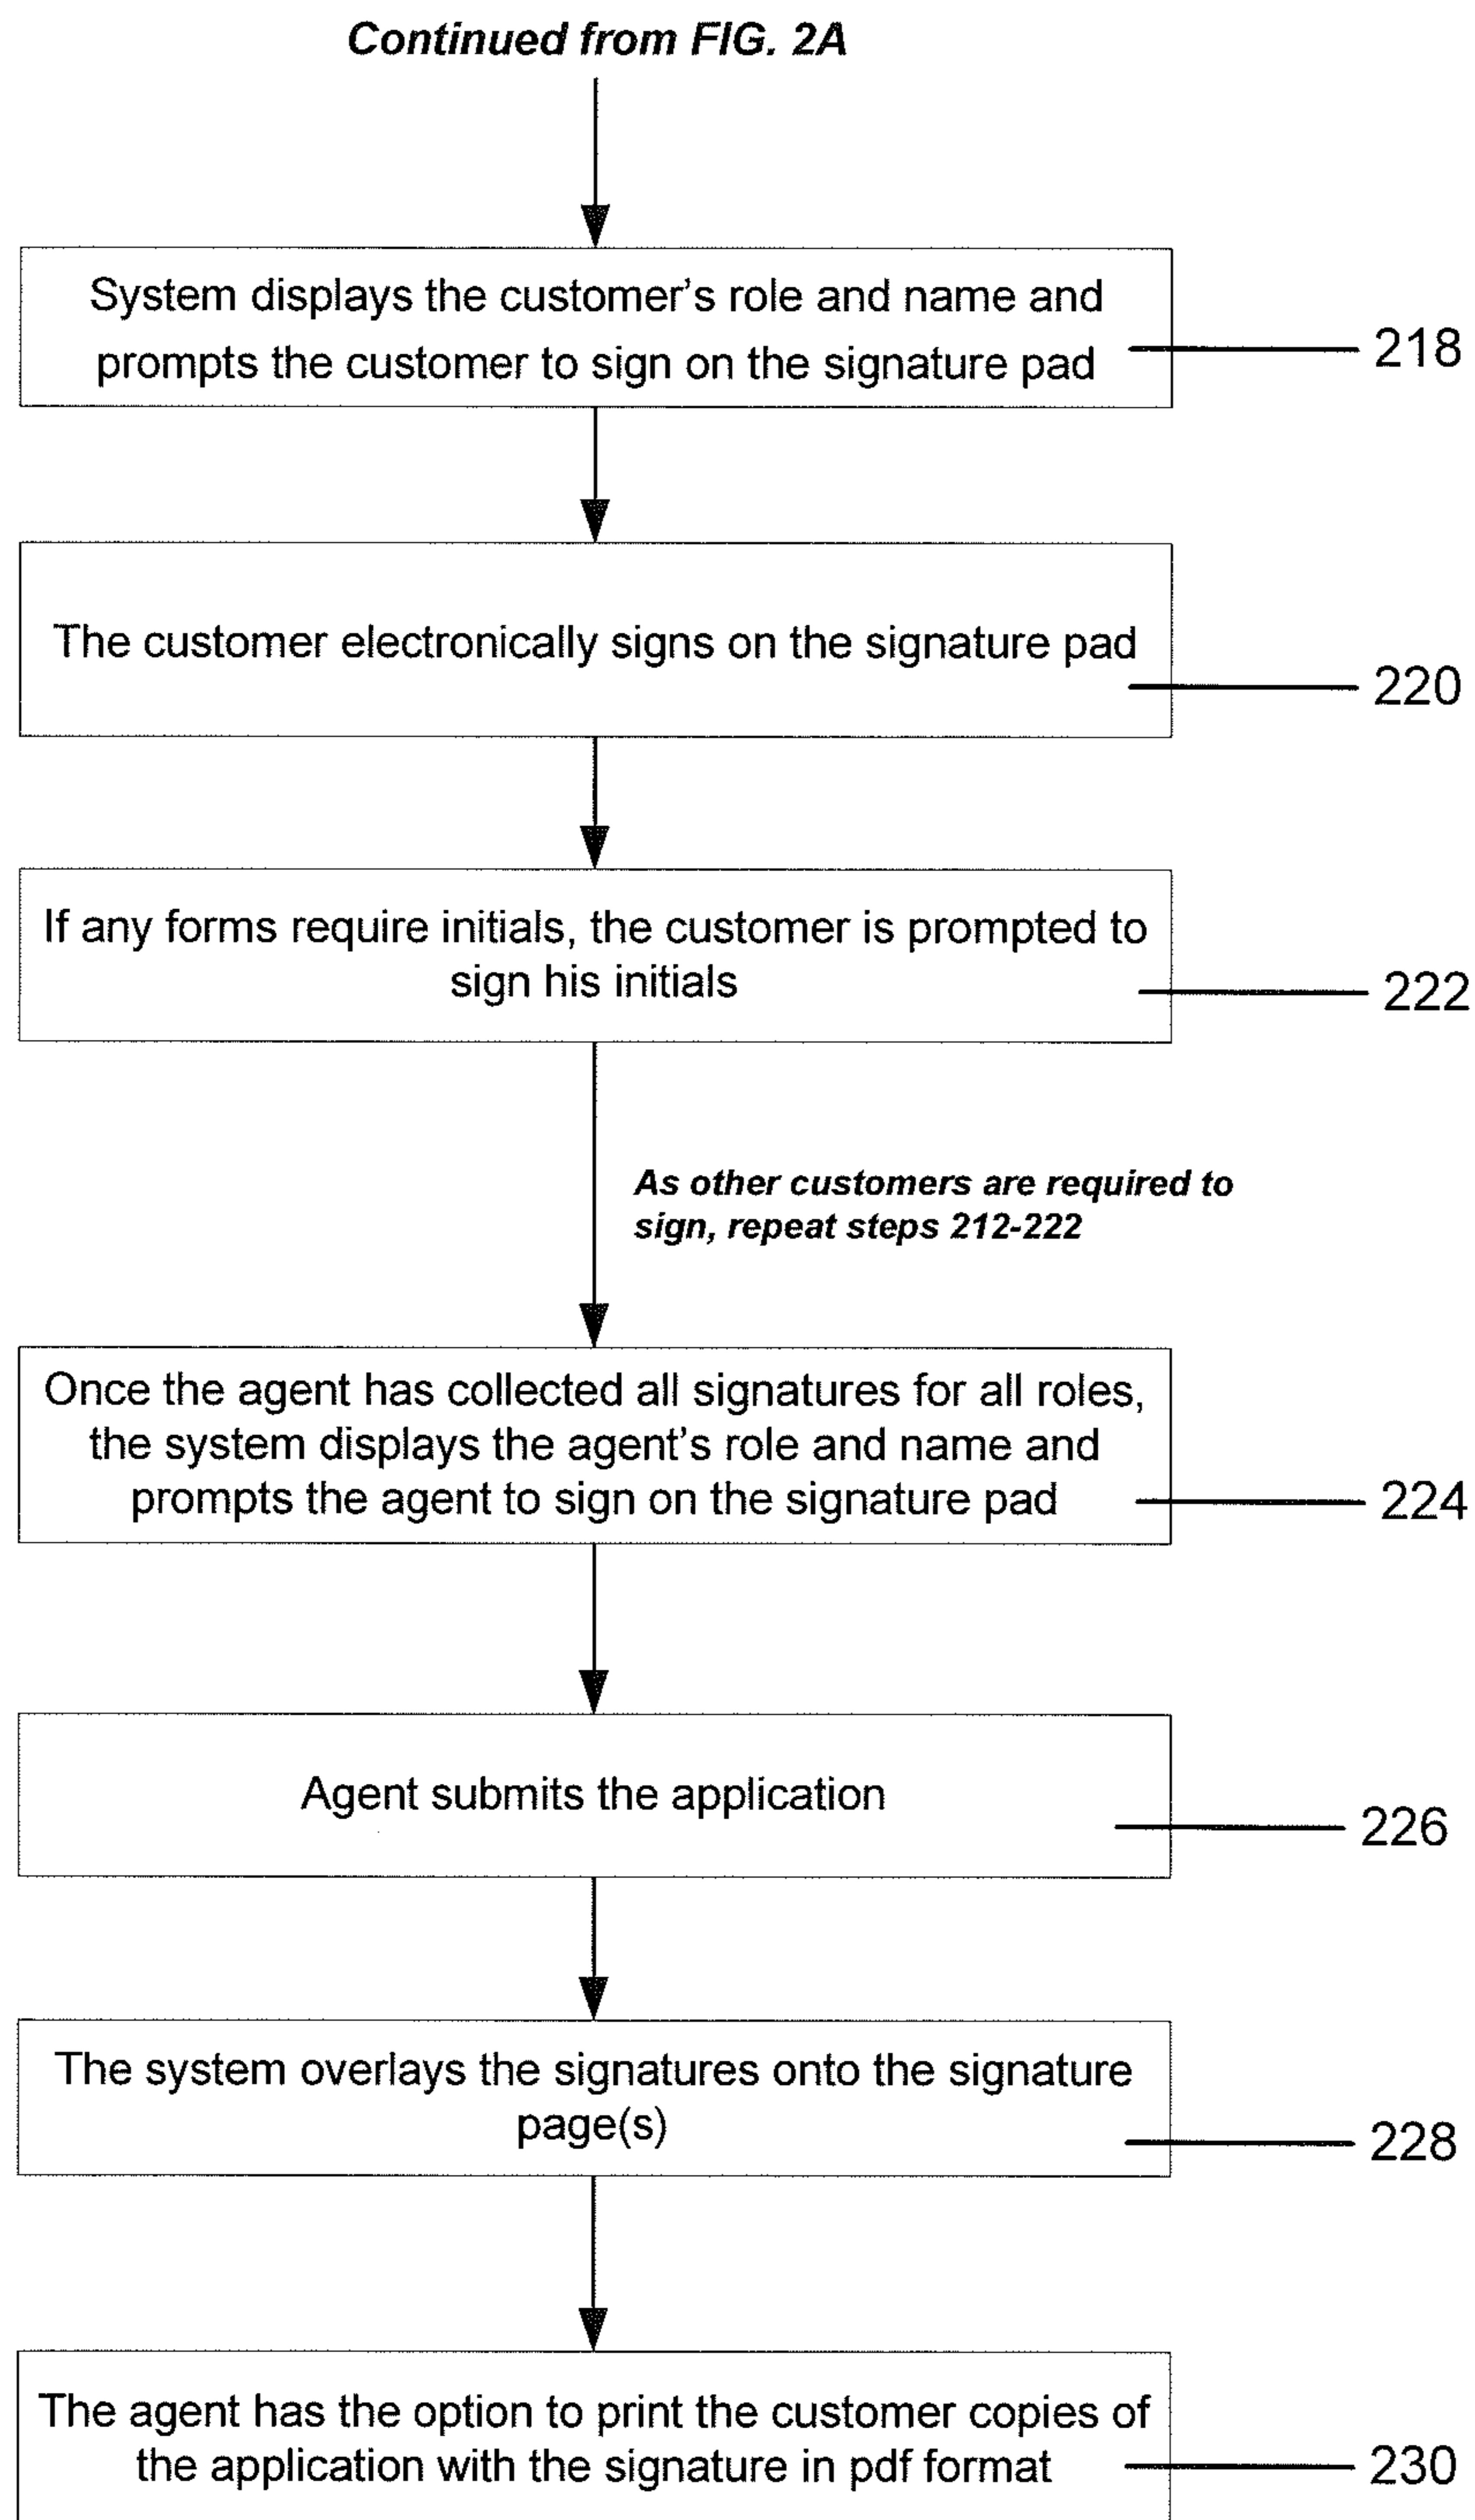 Continued from FIG. 2A
System displays the customer's role and name and
prompts the customer to sign on the signature pad
218
The customer electronically signs on the signature pad
220
If any forms require initials, the customer is prompted to
sign his initials
222
As other customers are required to
sign, repeat steps 212-222
Once the agent has collected all signatures for all roles,
the system displays the agent's role and name and
prompts the agent to sign on the signature pad
224
Agent submits the application
226
The system overlays the signatures onto the signature
page(s)
228
The agent has the option to print the customer copies of
the application with the signature in pdf format
230